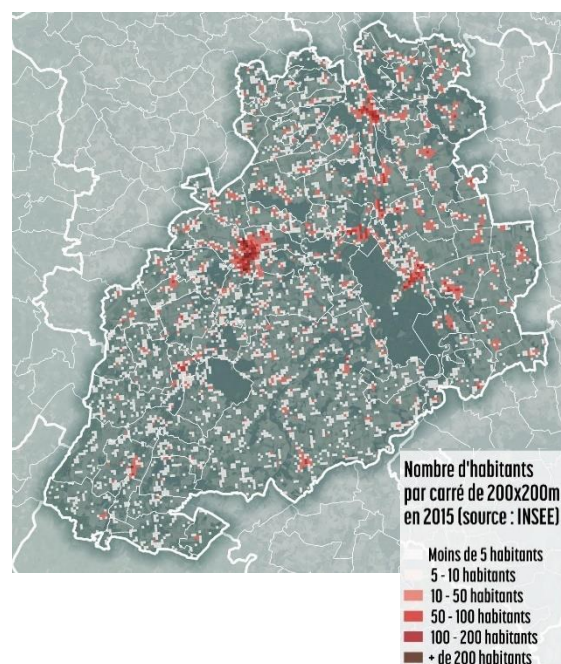 Nombre d'habitants
par carré de 200x200m
en 2015 (source : INSEE)
Moins de 5 habitants
5 - 10 habitants
10 - 50 habitants
50 - 100 habitants
100 - 200 habitants
+ de 200 habitants